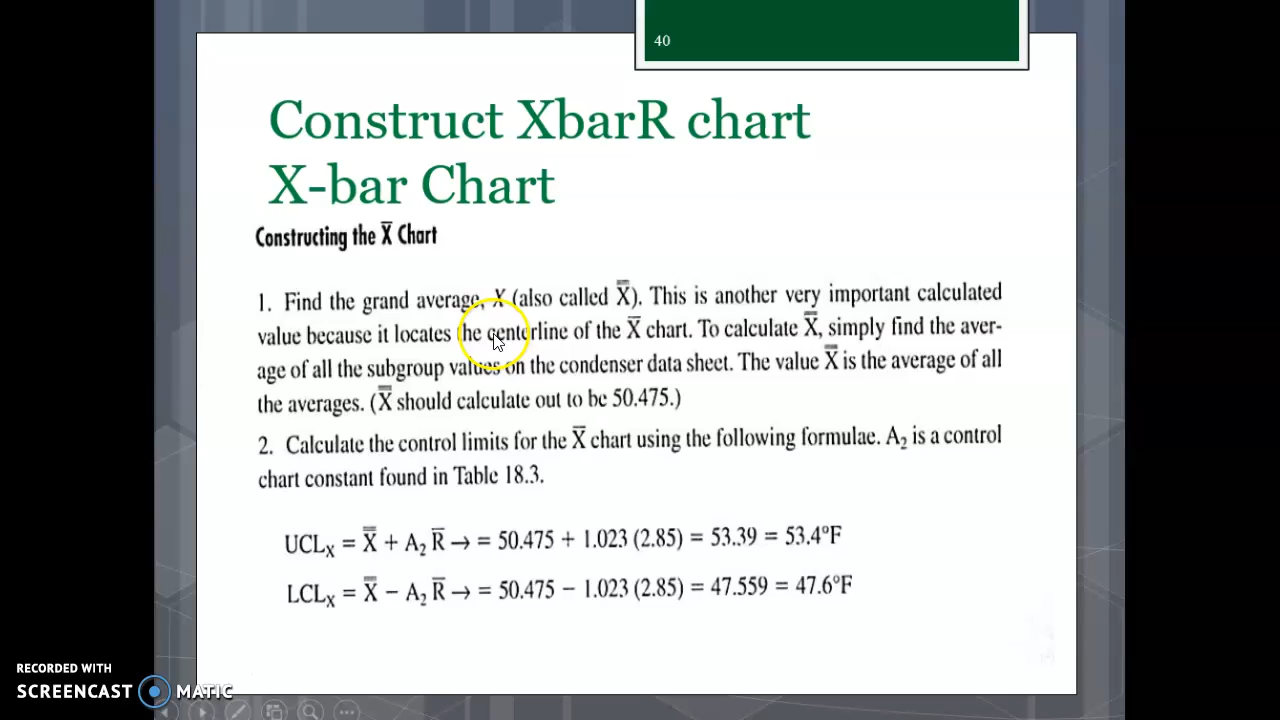 40
Construct XbarR chart
X-bar Chart
Constructing the X̅ Chart
1. Find the grand average, X (also called X̿). This is another very important calculated
value because it locates the centerline of the X̅ chart. To calculate X̿, simply find the aver-
age of all the subgroup values on the condenser data sheet. The value X̿ is the average of all
the averages. (X̿ should calculate out to be 50.475.)
2. Calculate the control limits for the X̅ chart using the following formulae. A₂ is a control
chart constant found in Table 18.3.
UCLₓ = X̿ + A₂ R̅ → = 50.475 + 1.023 (2.85) = 53.39 = 53.4°F
LCLₓ = X̿ − A₂ R̅ → = 50.475 − 1.023 (2.85) = 47.559 = 47.6°F
RECORDED WITH
SCREENCAST MATIC